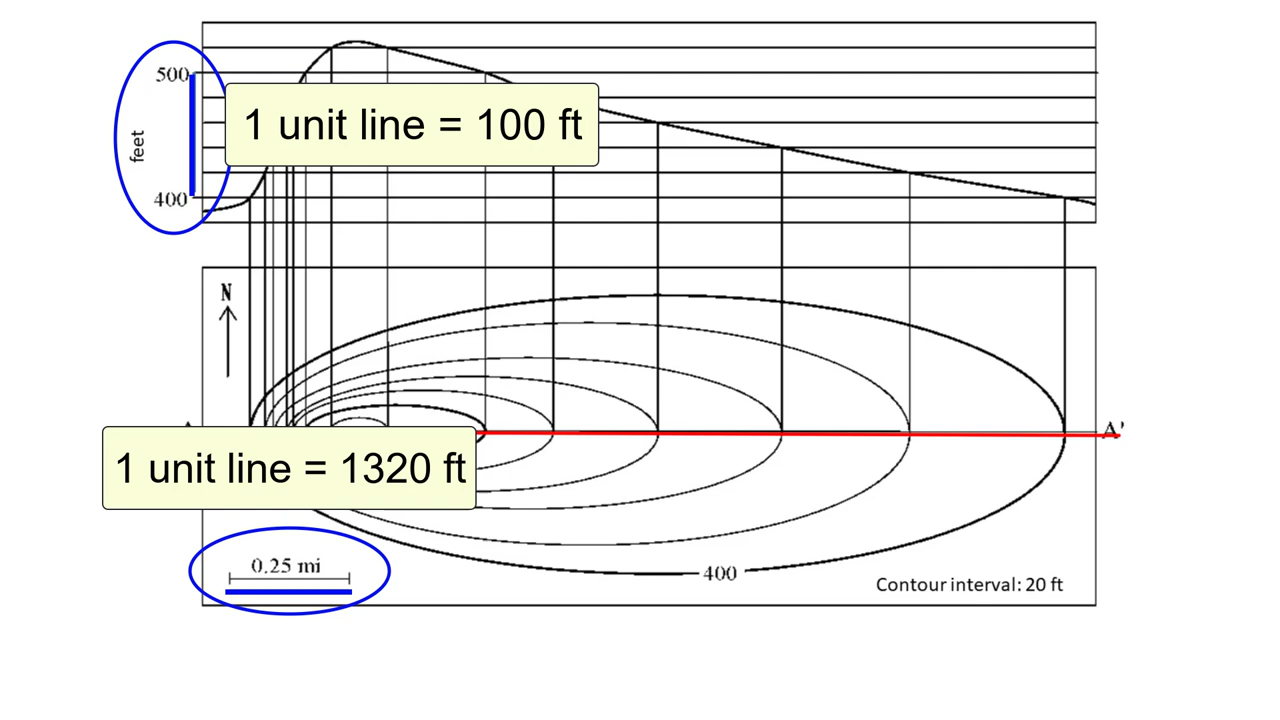 500
1 unit line = 100 ft
feet
400
N
A'
1 unit line = 1320 ft
0.25 mi
400
Contour interval: 20 ft